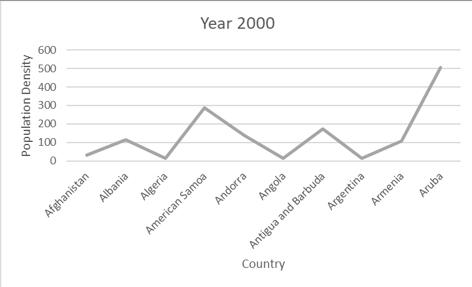 Year 2000
Population Density
600
500
400
300
200
100
0
Afghanistan
Albania
Algeria
American Samoa
Andorra
Angola
Antigua and Barbuda
Argentina
Armenia
Aruba
Country